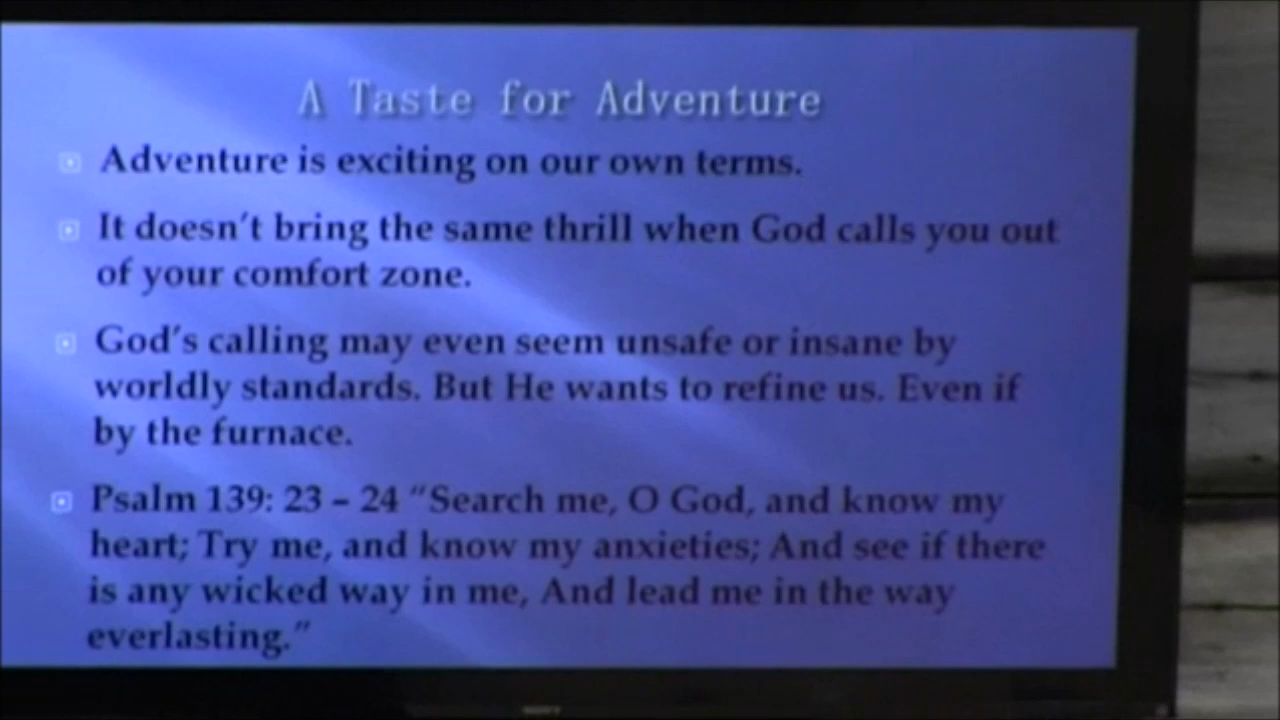 A Taste for Adventure
Adventure is exciting on our own terms.
It doesn't bring the same thrill when God calls you out
of your comfort zone.
God's calling may even seem unsafe or insane by
worldly standards. But He wants to refine us. Even if
by the furnace.
Psalm 139: 23 – 24 "Search me, O God, and know my
heart; Try me, and know my anxieties; And see if there
is any wicked way in me, And lead me in the way
everlasting."